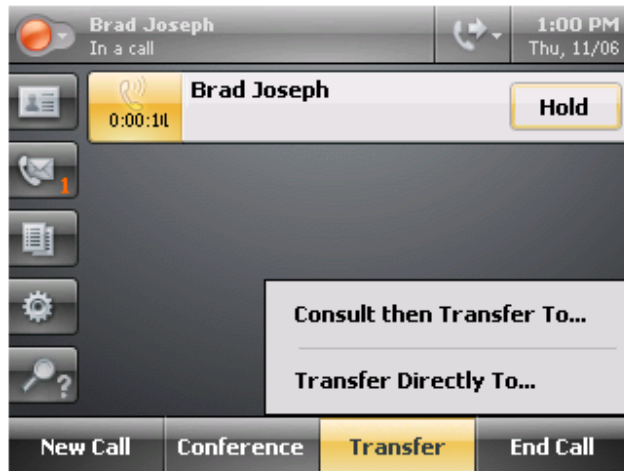 Brad Joseph
In a call
1:00 PM
Thu, 11/06
Brad Joseph
Hold
1
Consult then Transfer To...
Transfer Directly To...
?
New Call
Conference
Transfer
End Call